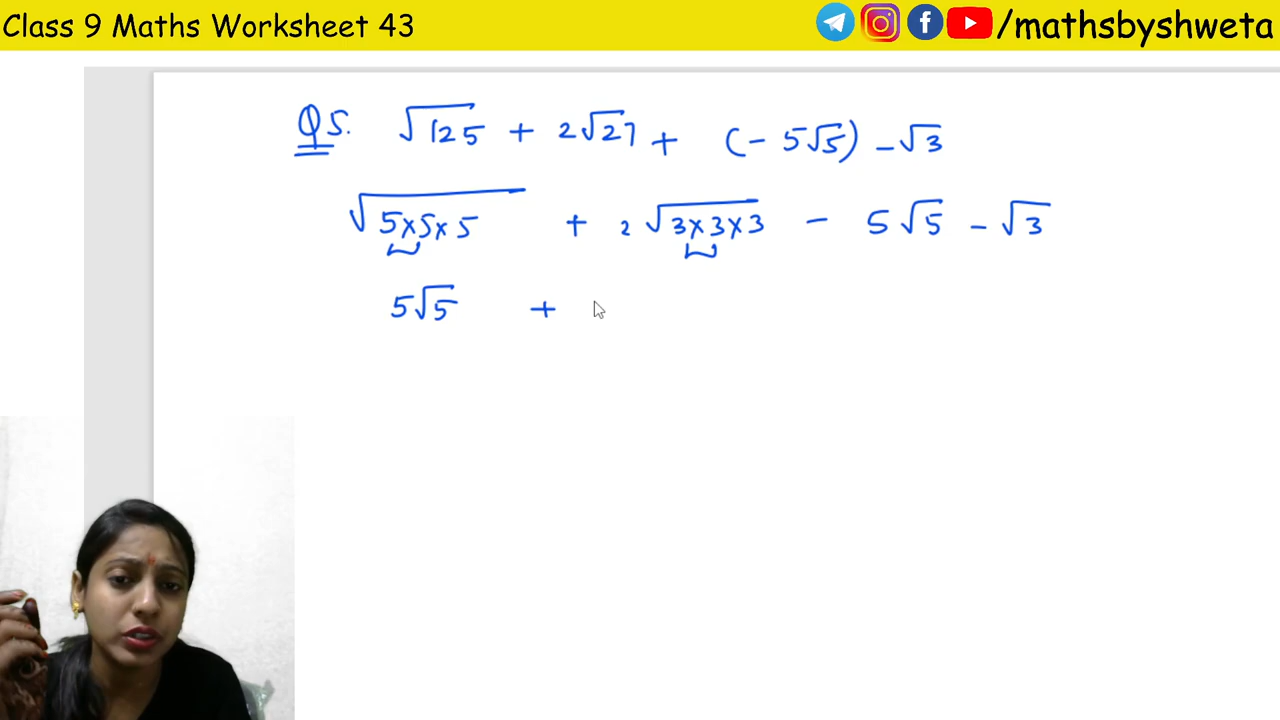 Class 9 Maths Worksheet 43
/mathsbyshweta
Q5. √125 + 2√27 + (- 5√5) - √3
√5×5×5 + 2√3×3×3 - 5√5 - √3
5√5 +